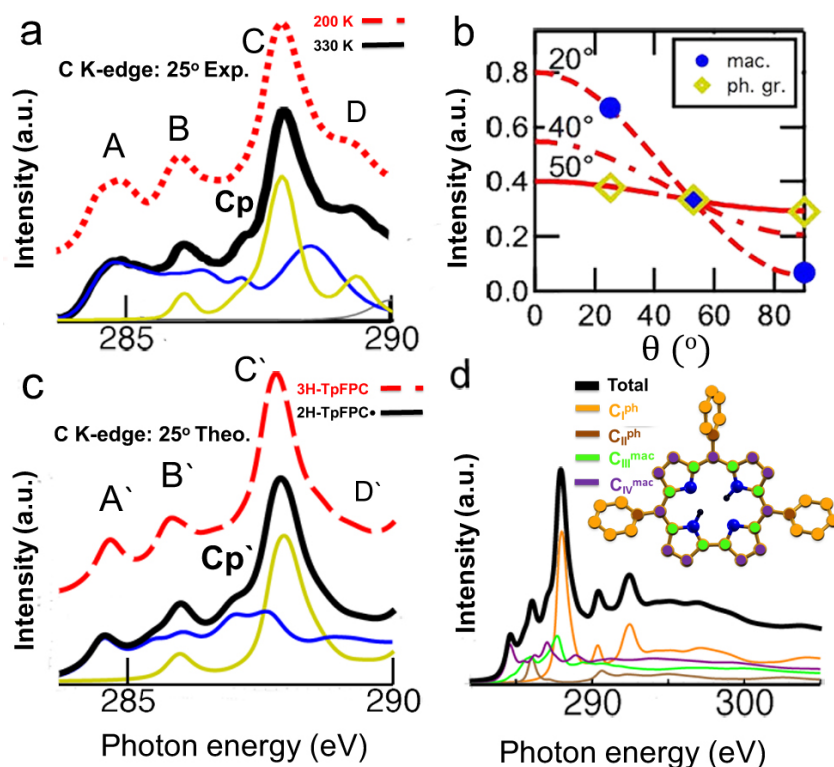 a
200 K
330 K
C K-edge: 25º Exp.
A
B
C
D
Cp
Intensity (a.u.)
285
290
b
mac.
ph. gr.
20°
40°
50°
0.8
0.6
0.4
0.2
0.0
Intensity (a.u.)
0
20
40
60
80
θ (º)
c
3H-TpFPC
2H-TpFPC•
C K-edge: 25º Theo.
A`
B`
C`
D`
Cp`
Intensity (a.u.)
285
290
Photon energy (eV)
d
Total
C_I^ph
C_II^ph
C_III^mac
C_IV^mac
Intensity (a.u.)
290
300
Photon energy (eV)